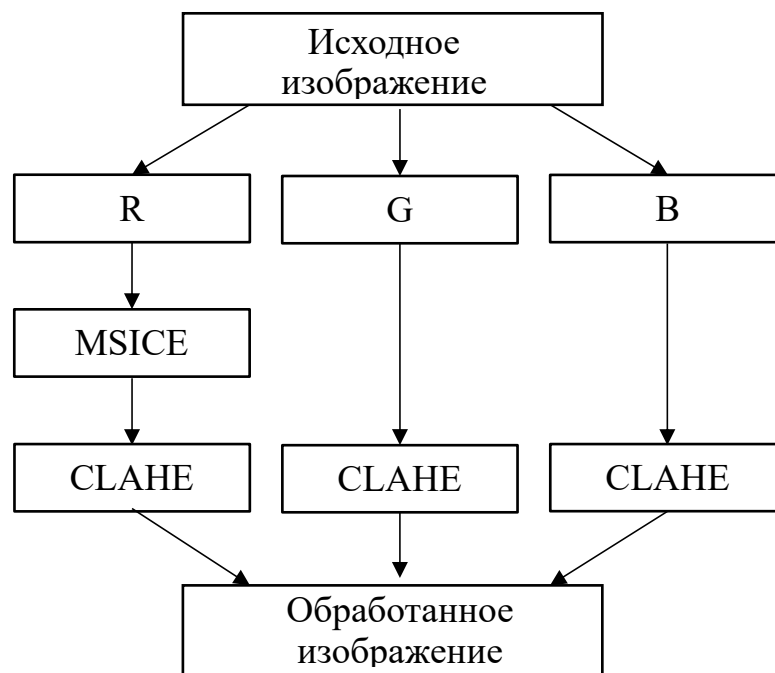 Исходное
изображение
R
G
B
MSICE
CLAHE
CLAHE
CLAHE
Обработанное
изображение